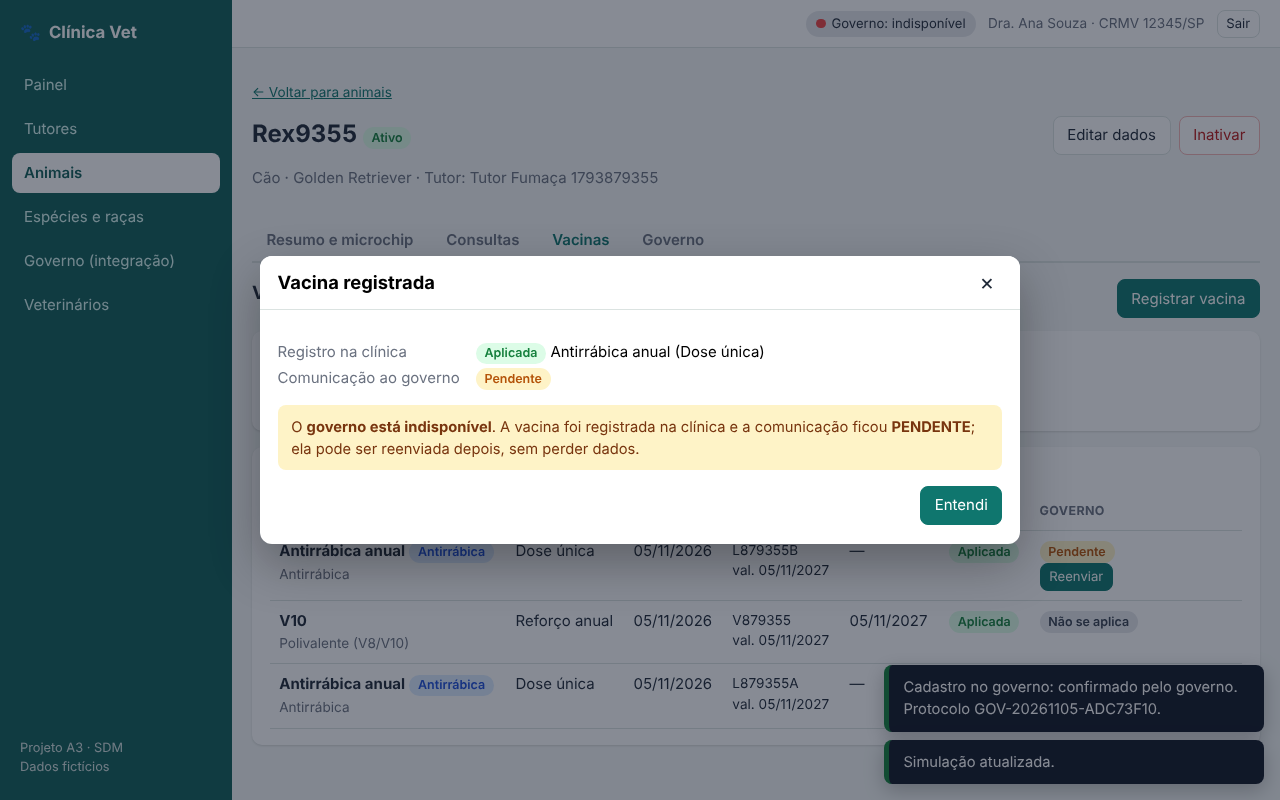 Clínica Vet
Governo: indisponível
Dra. Ana Souza · CRMV 12345/SP
Sair
Painel
Tutores
Animais
Espécies e raças
Governo (integração)
Veterinários
← Voltar para animais
Rex9355 Ativo
Editar dados
Inativar
Cão · Golden Retriever · Tutor: Tutor Fumaça 1793879355
Resumo e microchip Consultas Vacinas Governo
Registrar vacina
Vacina registrada ✕
Registro na clínica Aplicada Antirrábica anual (Dose única)
Comunicação ao governo Pendente
O governo está indisponível. A vacina foi registrada na clínica e a comunicação ficou PENDENTE;
ela pode ser reenviada depois, sem perder dados.
Entendi
GOVERNO
Antirrábica anual Antirrábica Dose única 05/11/2026 L879355B — Aplicada Pendente
Antirrábica val. 05/11/2027 Reenviar
V10 Reforço anual 05/11/2026 V879355 05/11/2027 Aplicada Não se aplica
Polivalente (V8/V10) val. 05/11/2027
Antirrábica anual Antirrábica Dose única 05/11/2026 L879355A —
Antirrábica val. 05/11/2027
Cadastro no governo: confirmado pelo governo.
Protocolo GOV-20261105-ADC73F10.
Simulação atualizada.
Projeto A3 · SDM
Dados fictícios